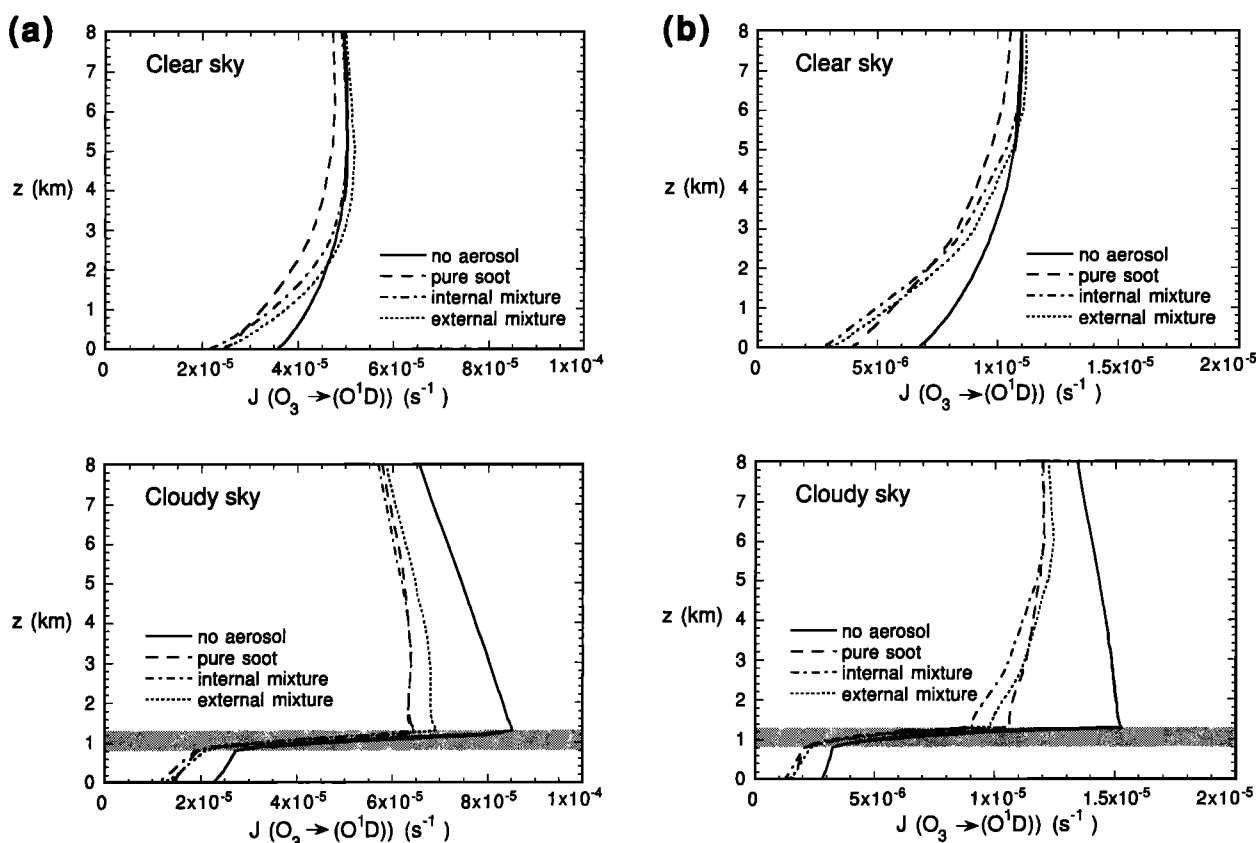 (a)
8
7
6
5
4
3
2
1
0
z (km)
Clear sky
no aerosol
pure soot
internal mixture
external mixture
0 2x10⁻⁵ 4x10⁻⁵ 6x10⁻⁵ 8x10⁻⁵ 1x10⁻⁴
J (O₃ →(O¹D)) (s⁻¹)
(b)
8
7
6
5
4
3
2
1
0
z (km)
Clear sky
no aerosol
pure soot
internal mixture
external mixture
0 5x10⁻⁶ 1x10⁻⁵ 1.5x10⁻⁵ 2x10⁻⁵
J (O₃ →(O¹D)) (s⁻¹)
8
7
6
5
4
3
2
1
0
z (km)
Cloudy sky
no aerosol
pure soot
internal mixture
external mixture
0 2x10⁻⁵ 4x10⁻⁵ 6x10⁻⁵ 8x10⁻⁵ 1x10⁻⁴
J (O₃ →(O¹D)) (s⁻¹)
8
7
6
5
4
3
2
1
0
z (km)
Cloudy sky
no aerosol
pure soot
internal mixture
external mixture
0 5x10⁻⁶ 1x10⁻⁵ 1.5x10⁻⁵ 2x10⁻⁵
J (O₃ →(O¹D)) (s⁻¹)